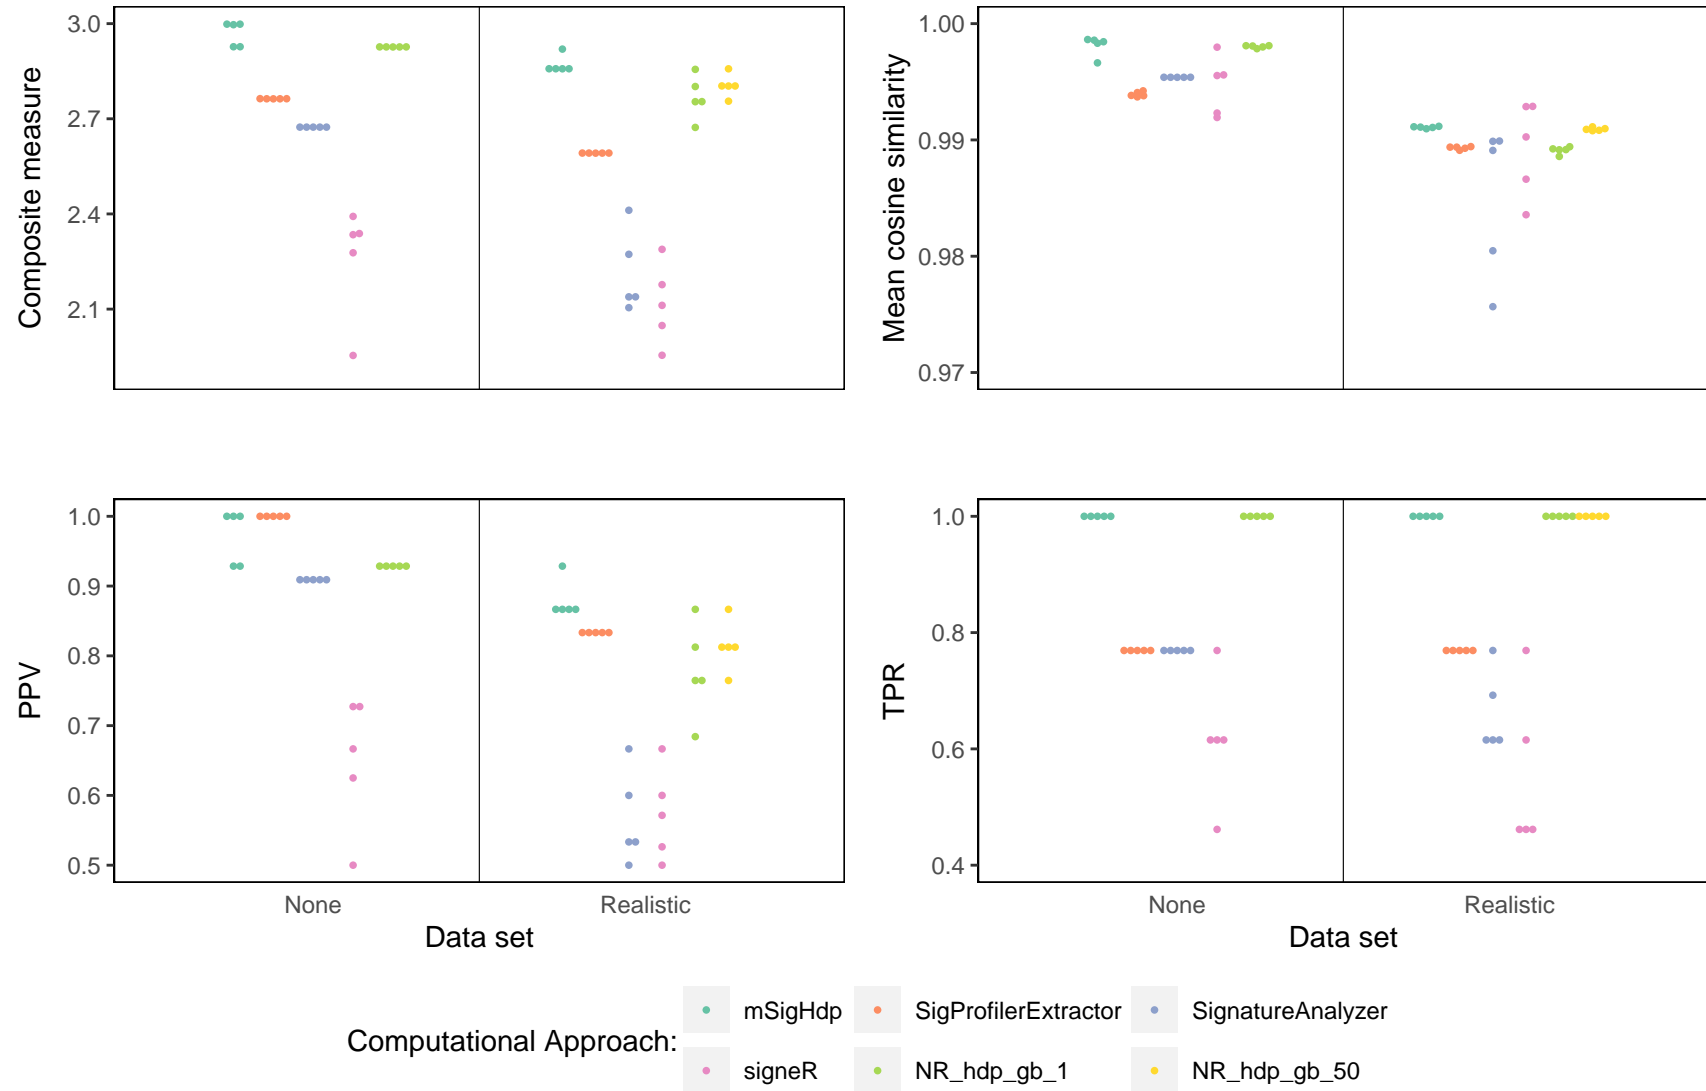 Composite measure
3.0
2.7
2.4
2.1
Mean cosine similarity
1.00
0.99
0.98
0.97
PPV
1.0
0.9
0.8
0.7
0.6
0.5
None
Realistic
Data set
TPR
1.0
0.8
0.6
0.4
None
Realistic
Data set
Computational Approach:
mSigHdp
SigProfilerExtractor
SignatureAnalyzer
signeR
NR_hdp_gb_1
NR_hdp_gb_50